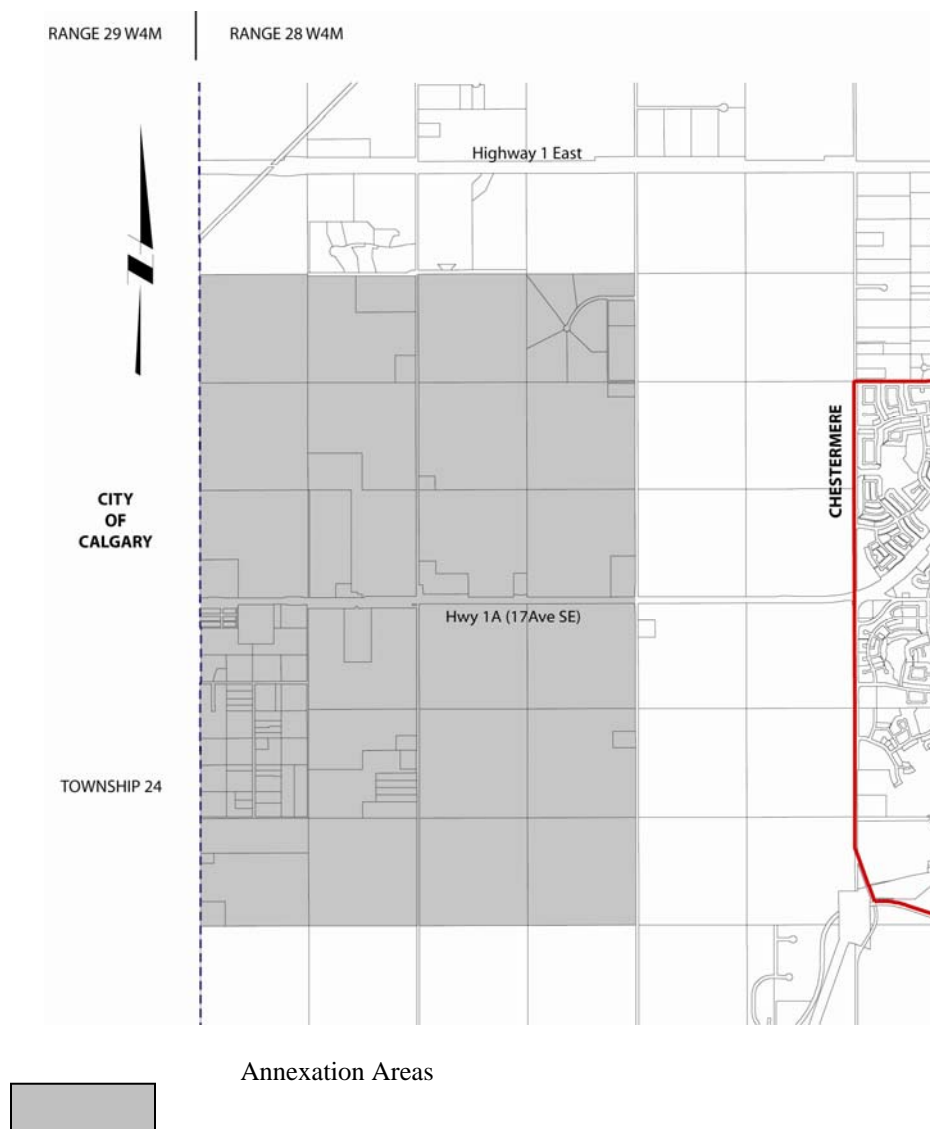 RANGE 29 W4M
RANGE 28 W4M
Highway 1 East
CHESTERMERE
CITY
OF
CALGARY
Hwy 1A (17Ave SE)
TOWNSHIP 24
Annexation Areas